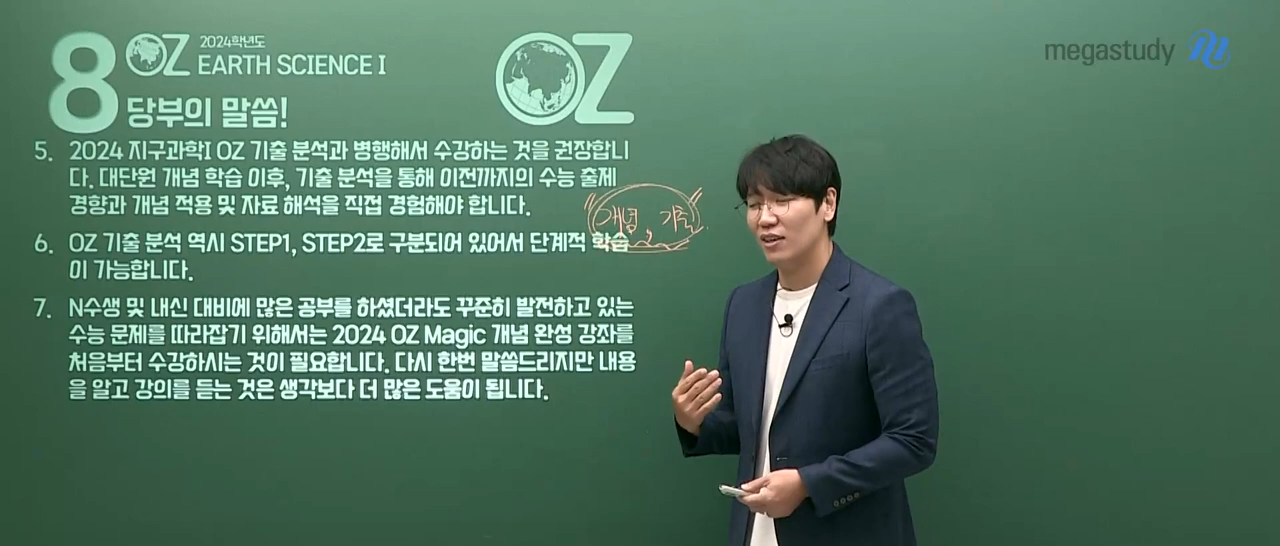 8
OZ 2024학년도
EARTH SCIENCE I
당부의 말씀!
OZ
megastudy
5. 2024 지구과학I OZ 기출 분석과 병행해서 수강하는 것을 권장합니
다. 대단원 개념 학습 이후, 기출 분석을 통해 이전까지의 수능 출제
경향과 개념 적용 및 자료 해석을 직접 경험해야 합니다.
개념, 기출
6. OZ 기출 분석 역시 STEP1, STEP2로 구분되어 있어서 단계적 학습
이 가능합니다.
7. N수생 및 내신 대비에 많은 공부를 하셨더라도 꾸준히 발전하고 있는
수능 문제를 따라잡기 위해서는 2024 OZ Magic 개념 완성 강좌를
처음부터 수강하시는 것이 필요합니다. 다시 한번 말씀드리지만 내용
을 알고 강의를 듣는 것은 생각보다 더 많은 도움이 됩니다.